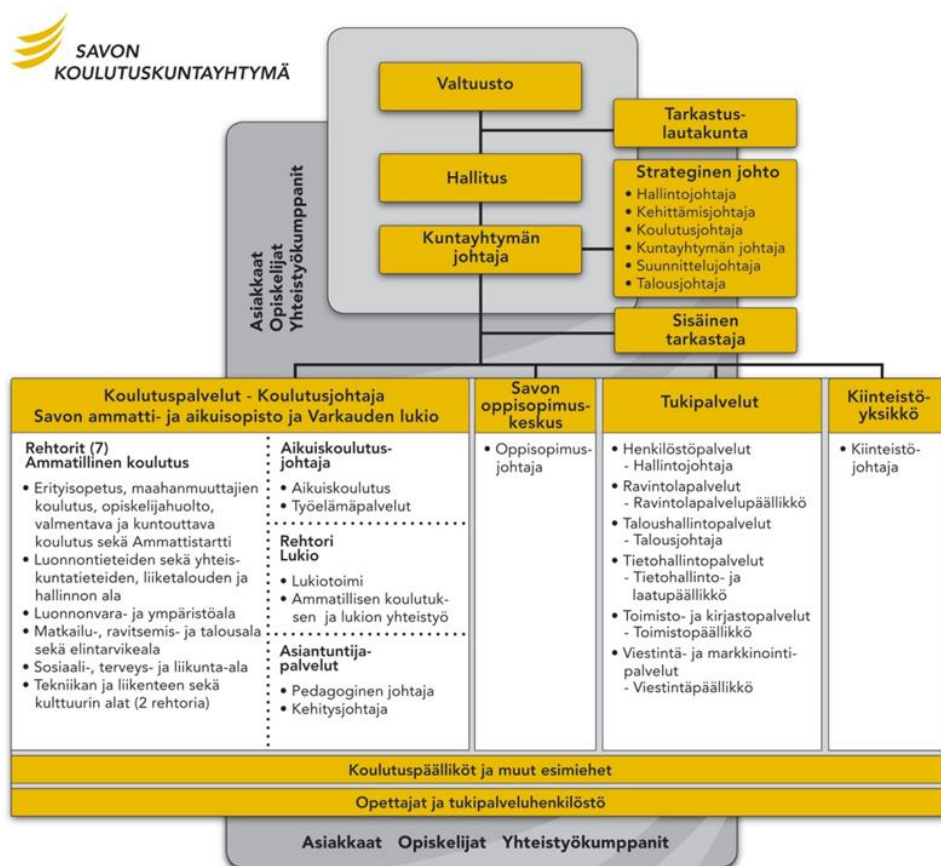 SAVON
KOULUTUSKUNTAYHTYMÄ
Valtuusto
Tarkastus-
lautakunta
Hallitus
Strateginen johto
• Hallintojohtaja
• Kehittämisjohtaja
• Koulutusjohtaja
• Kuntayhtymän johtaja
• Suunnittelujohtaja
• Talousjohtaja
Kuntayhtymän
johtaja
Asiakkaat
Opiskelijat
Yhteistyökumppanit
Sisäinen
tarkastaja
Koulutuspalvelut - Koulutusjohtaja
Savon ammatti- ja aikuisopisto ja Varkauden lukio
Rehtorit (7)
Ammatillinen koulutus
• Erityisopetus, maahanmuuttajien
koulutus, opiskelijahuolto,
valmentava ja kuntouttava
koulutus sekä Ammattistartti
• Luonnontieteiden sekä yhteis-
kuntatieteiden, liiketalouden ja
hallinnon ala
• Luonnonvara- ja ympäristöala
• Matkailu-, ravitsemis- ja talousala
sekä elintarvikeala
• Sosiaali-, terveys- ja liikunta-ala
• Tekniikan ja liikenteen sekä
kulttuurin alat (2 rehtoria)
Aikuiskoulutus-
johtaja
• Aikuiskoulutus
• Työelämäpalvelut
Rehtori
Lukio
• Lukiotoimi
• Ammatillisen koulutuk-
sen ja lukion yhteistyö
Asiantuntija-
palvelut
• Pedagoginen johtaja
• Kehitysjohtaja
Savon
oppisopimus-
keskus
• Oppisopimus-
johtaja
Tukipalvelut
• Henkilöstöpalvelut
- Hallintojohtaja
• Ravintolapalvelut
- Ravintolapalvelupäällikkö
• Taloushallintopalvelut
- Talousjohtaja
• Tietohallintopalvelut
- Tietohallinto- ja
laatupäällikkö
• Toimisto- ja kirjastopalvelut
- Toimistopäällikkö
• Viestintä- ja markkinointi-
palvelut
- Viestintäpäällikkö
Kiinteistö-
yksikkö
• Kiinteistö-
johtaja
Koulutuspäälliköt ja muut esimiehet
Opettajat ja tukipalveluhenkilöstö
Asiakkaat Opiskelijat Yhteistyökumppanit